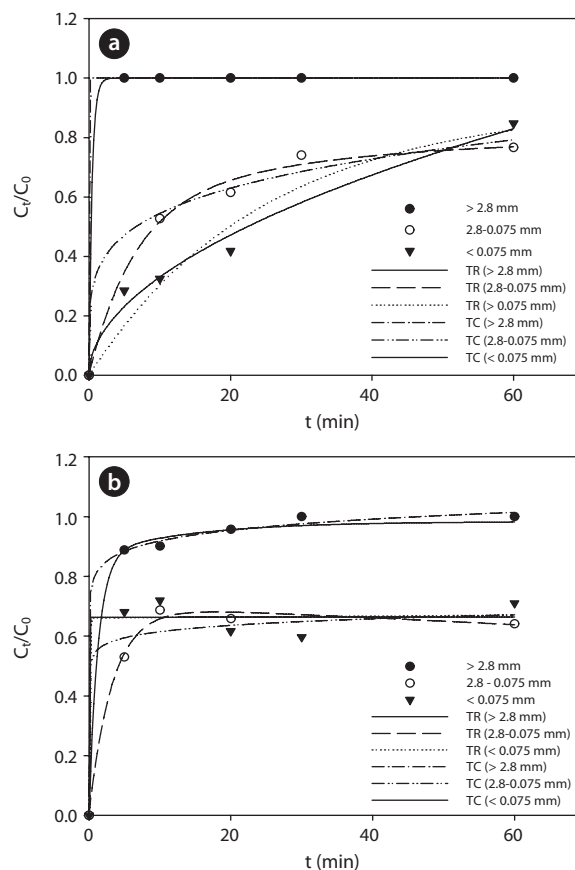 a
1.2
1.0
0.8
0.6
0.4
0.2
0.0
Ct/C0
> 2.8 mm
2.8-0.075 mm
< 0.075 mm
TR (> 2.8 mm)
TR (2.8-0.075 mm)
TR (> 0.075 mm)
TC (> 2.8 mm)
TC (2.8-0.075 mm)
TC (< 0.075 mm)
0 20 40 60
t (min)
b
1.2
1.0
0.8
0.6
0.4
0.2
0.0
Ct/C0
> 2.8 mm
2.8 - 0.075 mm
< 0.075 mm
TR (> 2.8 mm)
TR (2.8-0.075 mm)
TR (< 0.075 mm)
TC (> 2.8 mm)
TC (2.8-0.075 mm)
TC (< 0.075 mm)
0 20 40 60
t (min)